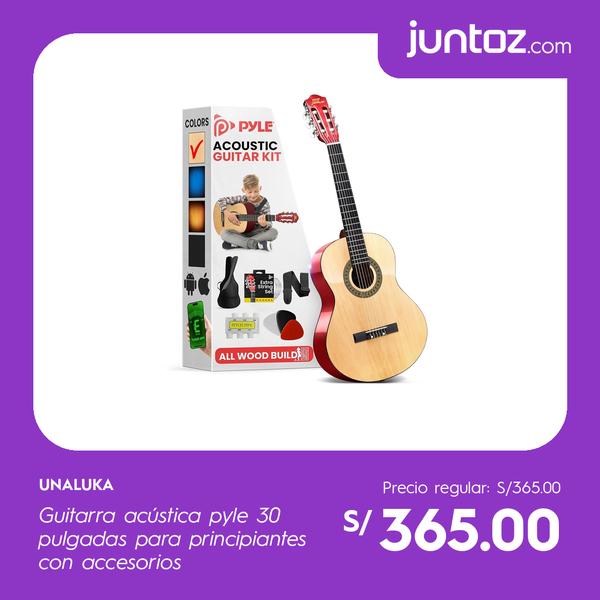 juntoz.com
COLORS
PYLE
ACOUSTIC
GUITAR KIT
Extra
String
Set
ALL WOOD BUILD
UNALUKA
Guitarra acústica pyle 30
pulgadas para principiantes
con accesorios
Precio regular: S/365.00
S/ 365.00